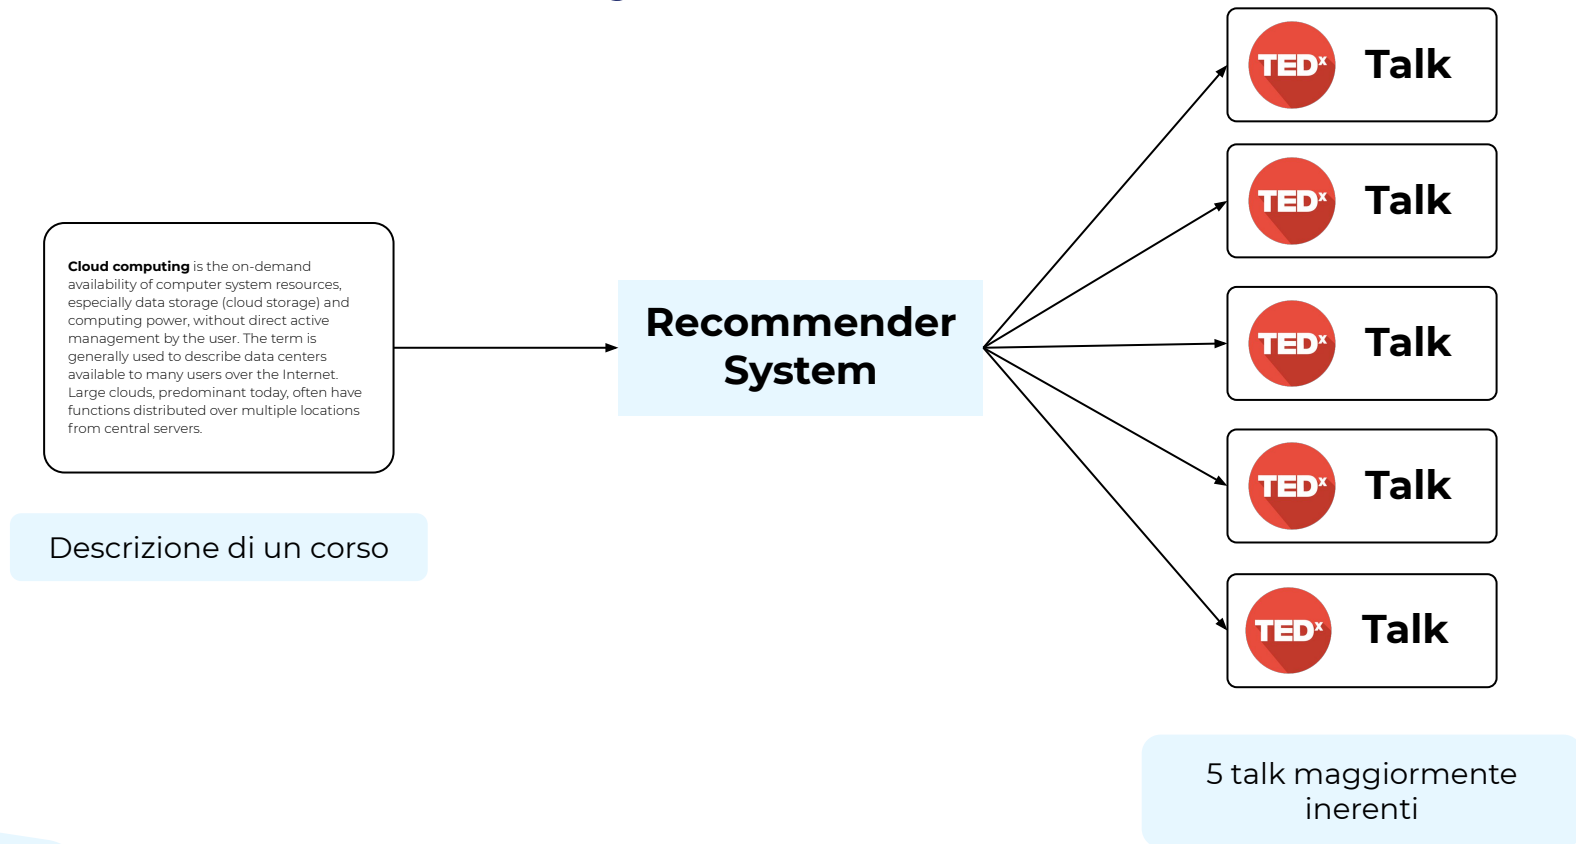 Cloud computing is the on-demand
availability of computer system resources,
especially data storage (cloud storage) and
computing power, without direct active
management by the user. The term is
generally used to describe data centers
available to many users over the Internet.
Large clouds, predominant today, often have
functions distributed over multiple locations
from central servers.
Descrizione di un corso
Recommender
System
TEDx Talk
TEDx Talk
TEDx Talk
TEDx Talk
TEDx Talk
5 talk maggiormente
inerenti